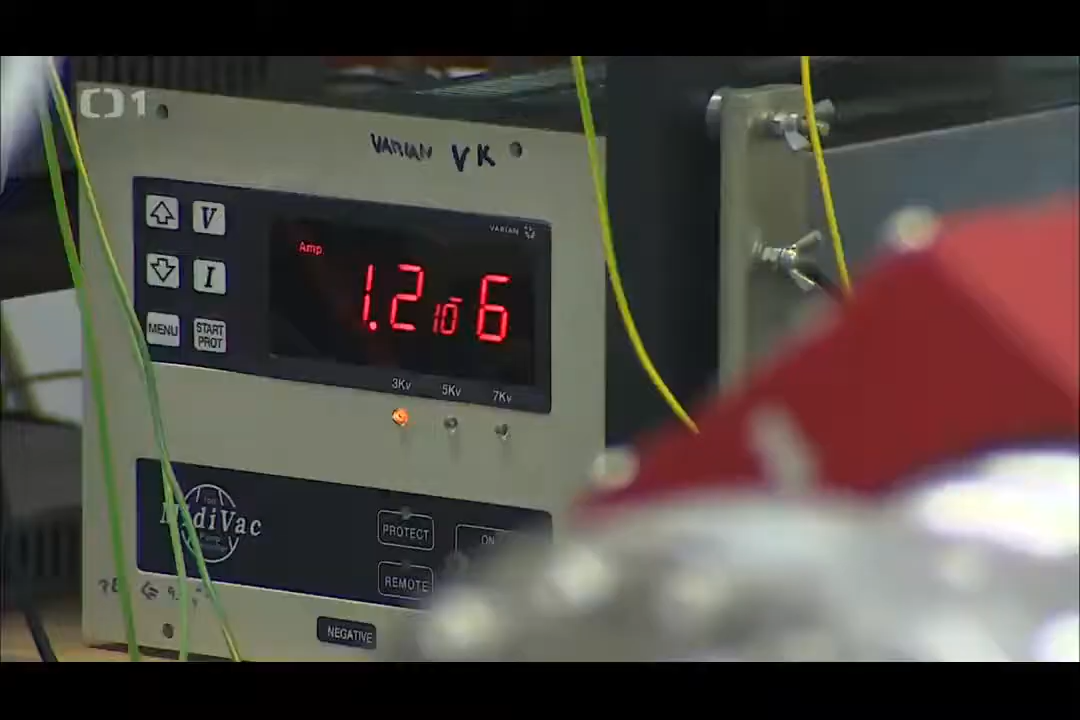 1
VARIAN VK
V
VARIAN
Amp
I
1.2 10⁻ 6
MENU
START
PROT
3Kv 5Kv 7Kv
MidiVac
PROTECT
ON
REMOTE
NEGATIVE